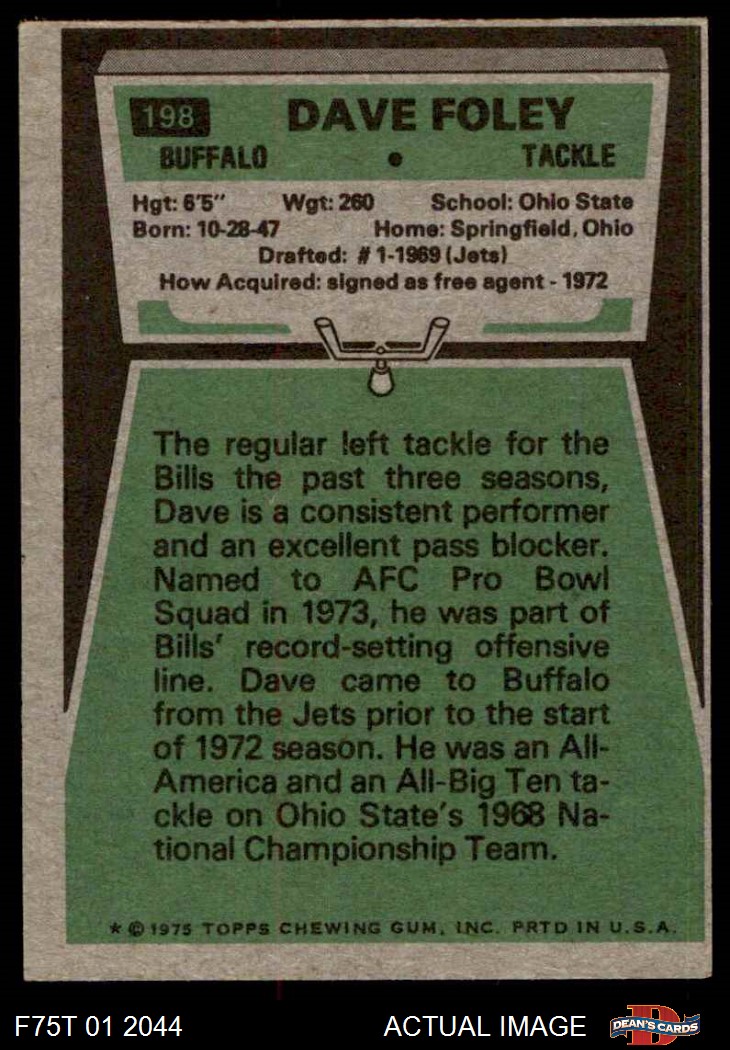 198 DAVE FOLEY
BUFFALO • TACKLE
Hgt: 6'5" Wgt: 260 School: Ohio State
Born: 10-28-47 Home: Springfield, Ohio
Drafted: #1-1969 (Jets)
How Acquired: signed as free agent - 1972
The regular left tackle for the
Bills the past three seasons,
Dave is a consistent performer
and an excellent pass blocker.
Named to AFC Pro Bowl
Squad in 1973, he was part of
Bills' record-setting offensive
line. Dave came to Buffalo
from the Jets prior to the start
of 1972 season. He was an All-
America and an All-Big Ten ta-
ckle on Ohio State's 1968 Na-
tional Championship Team.
* © 1975 TOPPS CHEWING GUM, INC. PRTD IN U.S.A.
F75T 01 2044 ACTUAL IMAGE DEAN'S CARDS